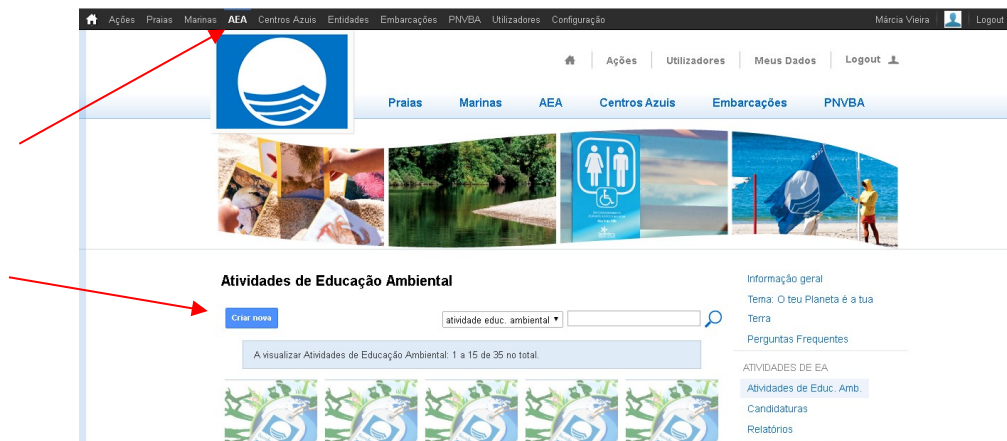 Ações Praias Marinas AEA Centros Azuis Entidades Embarcações PNVBA Utilizadores Configuração Márcia Vieira Logout
Ações Utilizadores Meus Dados Logout
Praias Marinas AEA Centros Azuis Embarcações PNVBA
Atividades de Educação Ambiental
Criar nova
atividade educ. ambiental
A visualizar Atividades de Educação Ambiental: 1 a 15 de 35 no total.
Informação geral
Tema: O teu Planeta é a tua
Terra
Perguntas Frequentes
ATIVIDADES DE EA
Atividades de Educ. Amb.
Candidaturas
Relatórios